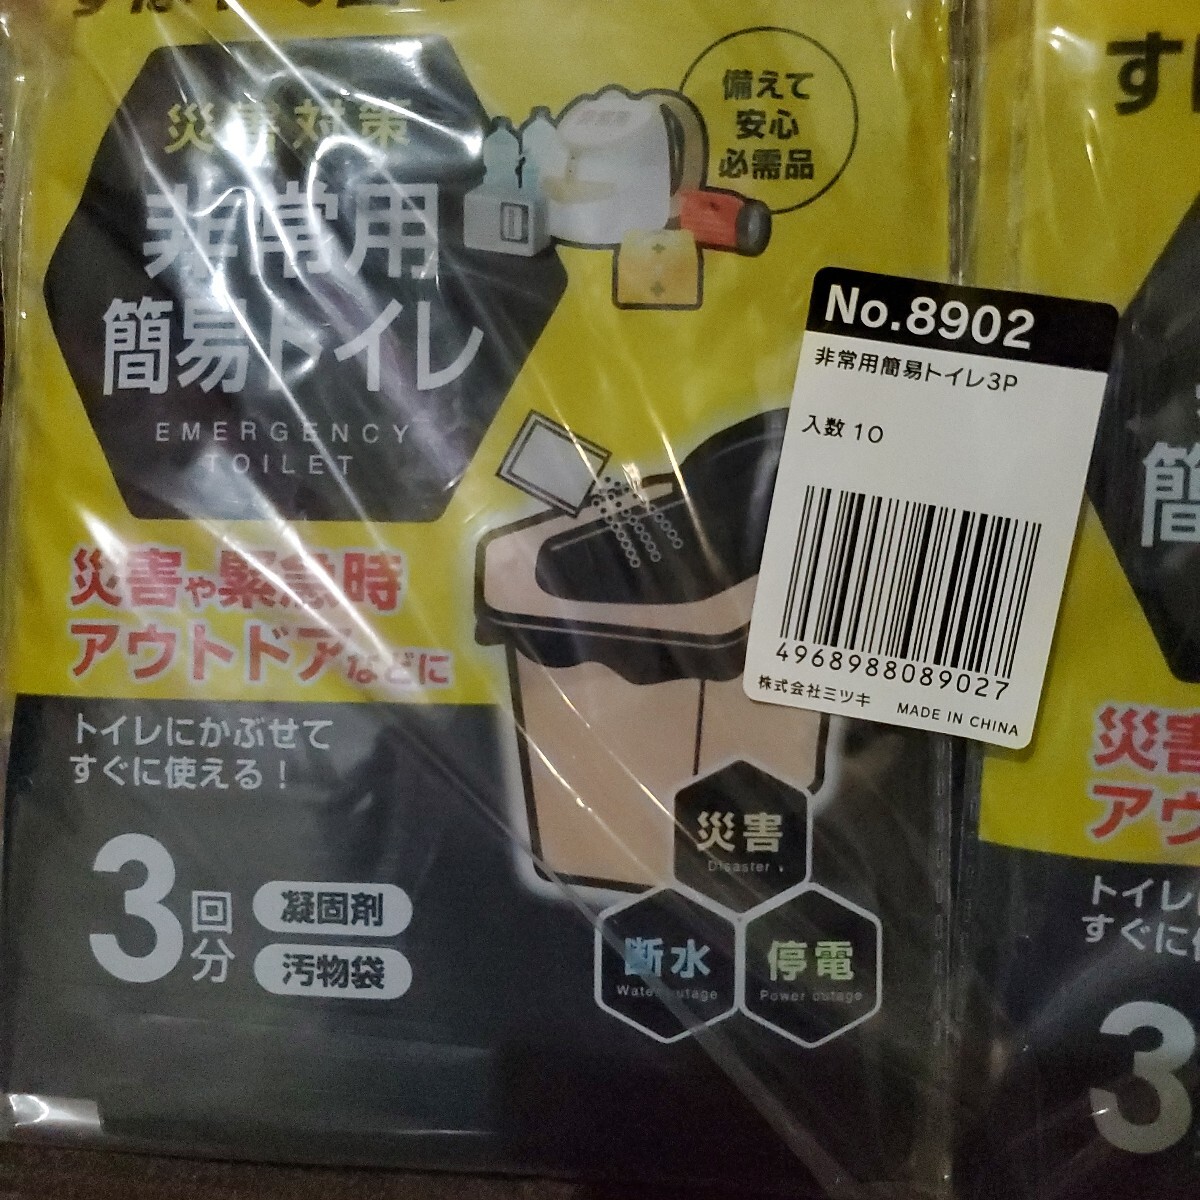 災害対策
非常用
簡易トイレ
EMERGENCY
TOILET
備えて
安心
必需品
災害や緊急時
アウトドアなどに
トイレにかぶせて
すぐに使える！
3回分
凝固剤
汚物袋
災害
Disaster
断水
Water outage
停電
Power outage
No.8902
非常用簡易トイレ3P
入数 10
4968988089027
株式会社ミツキ
MADE IN CHINA
す
簡
災害
アウ
トイレ
すぐに
3